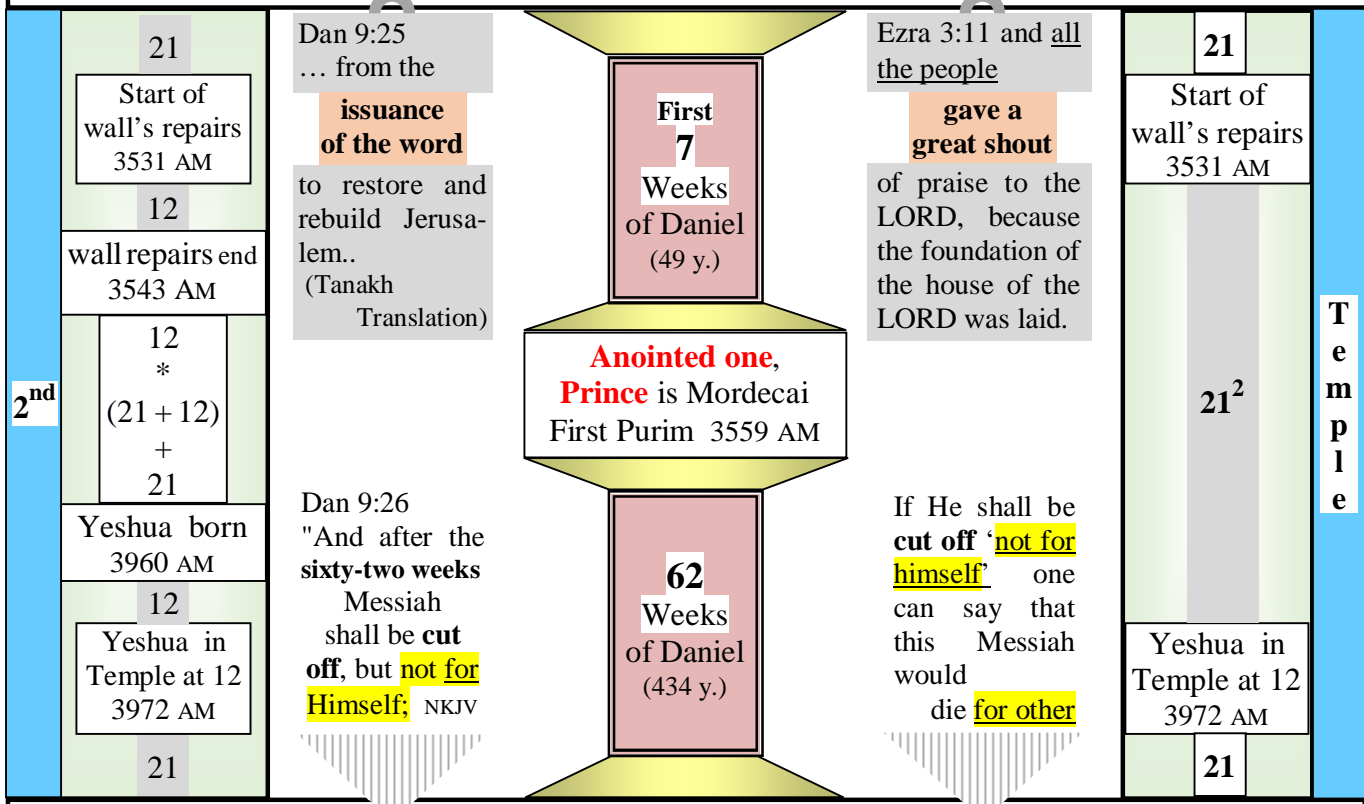 2nd
21
Start of
wall’s repairs
3531 AM
12
wall repairs end
3543 AM
12
*
(21 + 12)
+
21
Yeshua born
3960 AM
12
Yeshua in
Temple at 12
3972 AM
21
Dan 9:25
… from the
issuance
of the word
to restore and
rebuild Jerusa-
lem..
(Tanakh
Translation)
Dan 9:26
"And after the
sixty-two weeks
Messiah
shall be cut
off, but not for
Himself; NKJV
First
7
Weeks
of Daniel
(49 y.)
Anointed one,
Prince is Mordecai
First Purim 3559 AM
62
Weeks
of Daniel
(434 y.)
Ezra 3:11 and all
the people
gave a
great shout
of praise to the
LORD, because
the foundation of
the house of the
LORD was laid.
If He shall be
cut off ‘not for
himself’ one
can say that
this Messiah
would
die for other
21
Start of
wall’s repairs
3531 AM
21²
Yeshua in
Temple at 12
3972 AM
21
T
e
m
p
l
e